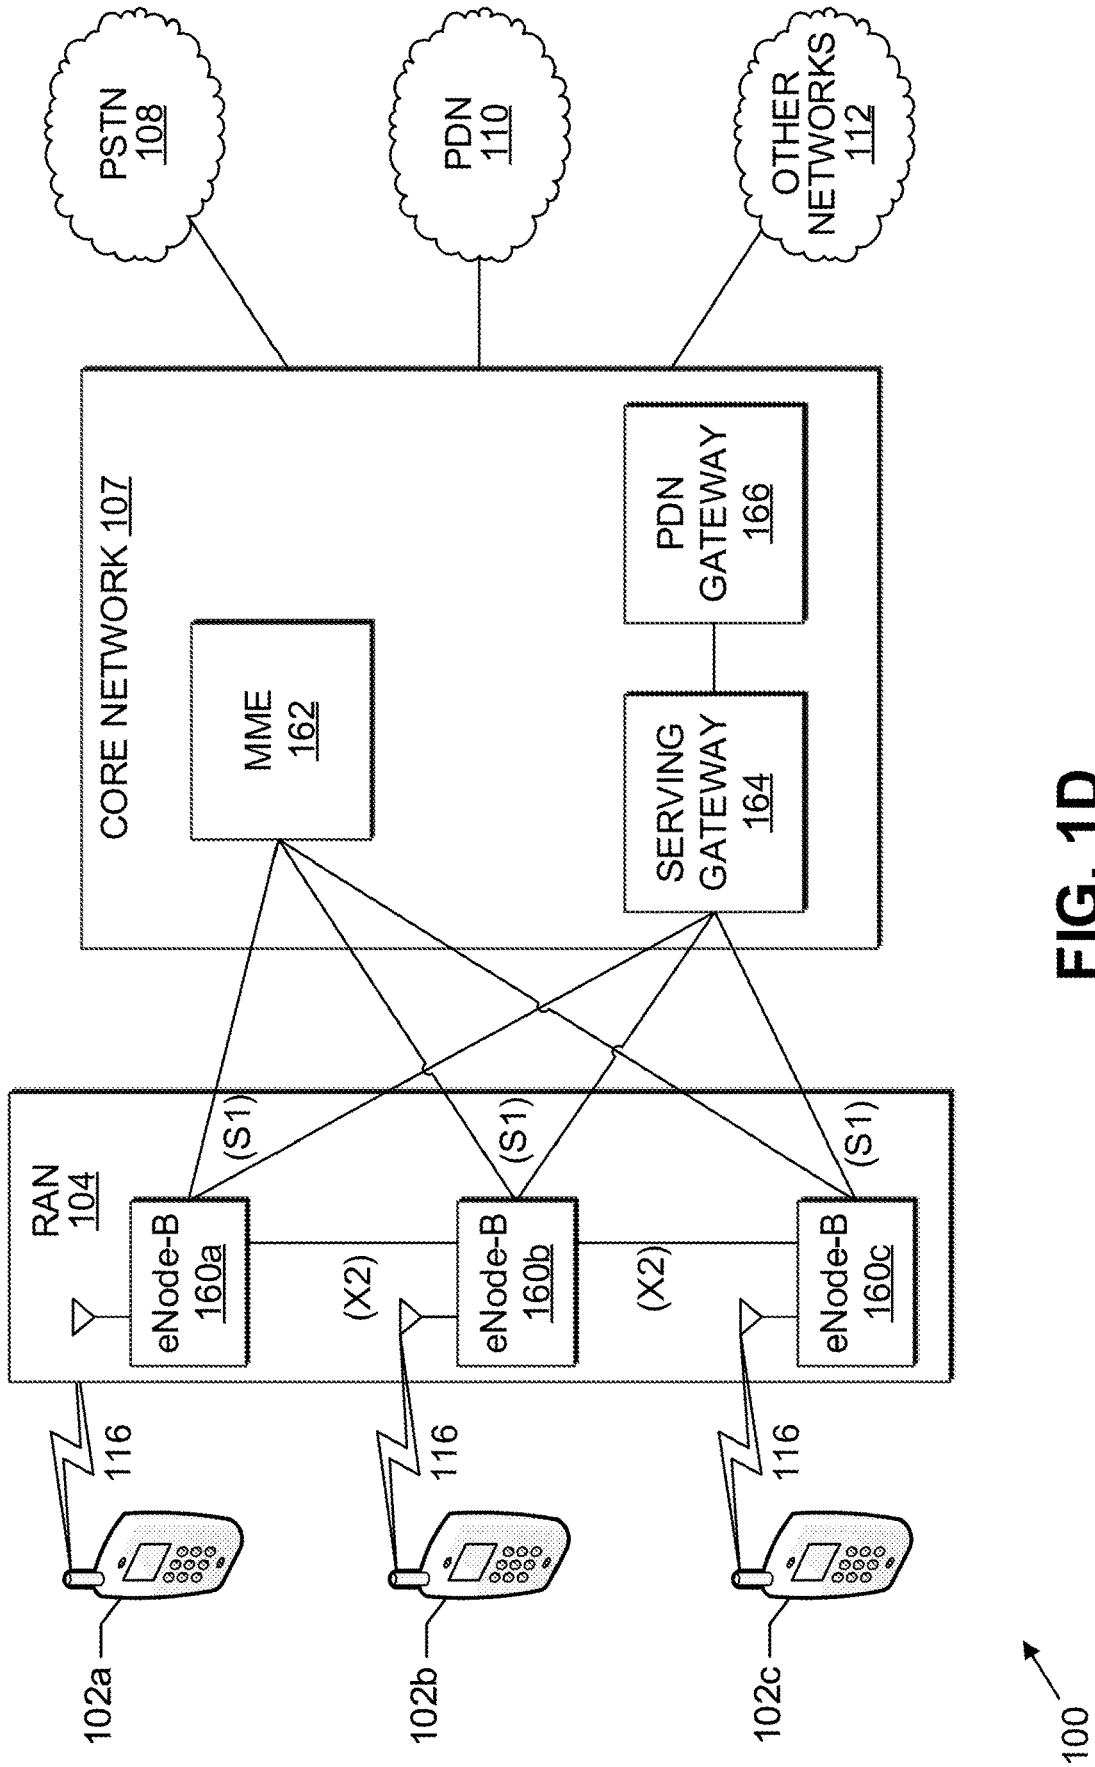 102a
116
RAN
104
eNode-B
160a
(S1)
(X2)
102b
116
eNode-B
160b
(S1)
(X2)
102c
116
eNode-B
160c
(S1)
CORE NETWORK 107
MME
162
SERVING
GATEWAY
164
PDN
GATEWAY
166
PSTN
108
PDN
110
OTHER
NETWORKS
112
100
FIG. 1D